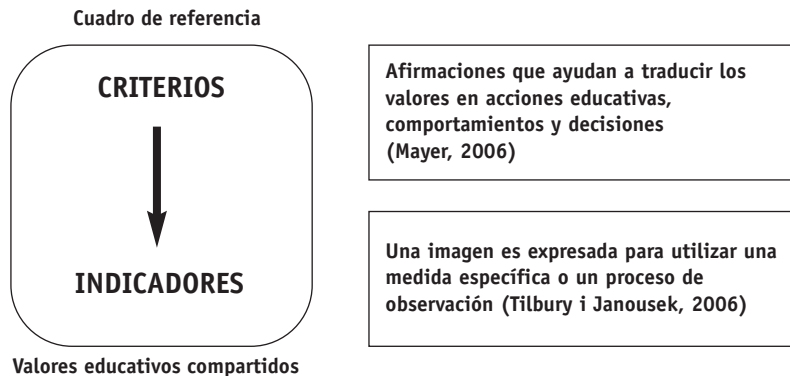 Cuadro de referencia
CRITERIOS
INDICADORES
Valores educativos compartidos
Afirmaciones que ayudan a traducir los
valores en acciones educativas,
comportamientos y decisiones
(Mayer, 2006)
Una imagen es expresada para utilizar una
medida específica o un proceso de
observación (Tilbury i Janousek, 2006)